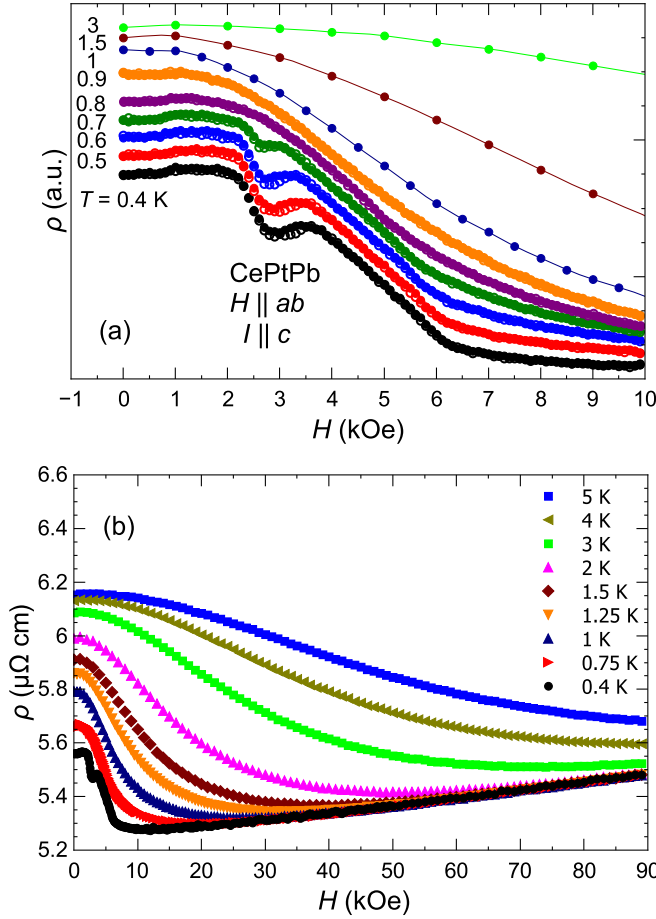 3
1.5
1
0.9
0.8
0.7
0.6
0.5
T = 0.4 K
ρ (a.u.)
CePtPb
H || ab
I || c
(a)
−1 0 1 2 3 4 5 6 7 8 9 10
H (kOe)
6.6
6.4
6.2
6
5.8
5.6
5.4
5.2
ρ (μΩ cm)
(b)
5 K
4 K
3 K
2 K
1.5 K
1.25 K
1 K
0.75 K
0.4 K
0 10 20 30 40 50 60 70 80 90
H (kOe)